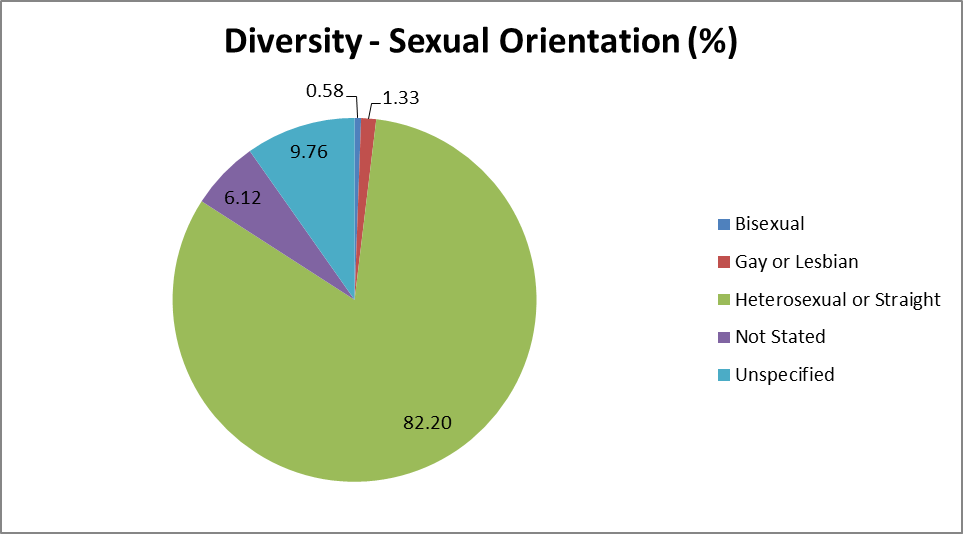 Diversity - Sexual Orientation (%)
0.58
1.33
9.76
6.12
82.20
Bisexual
Gay or Lesbian
Heterosexual or Straight
Not Stated
Unspecified